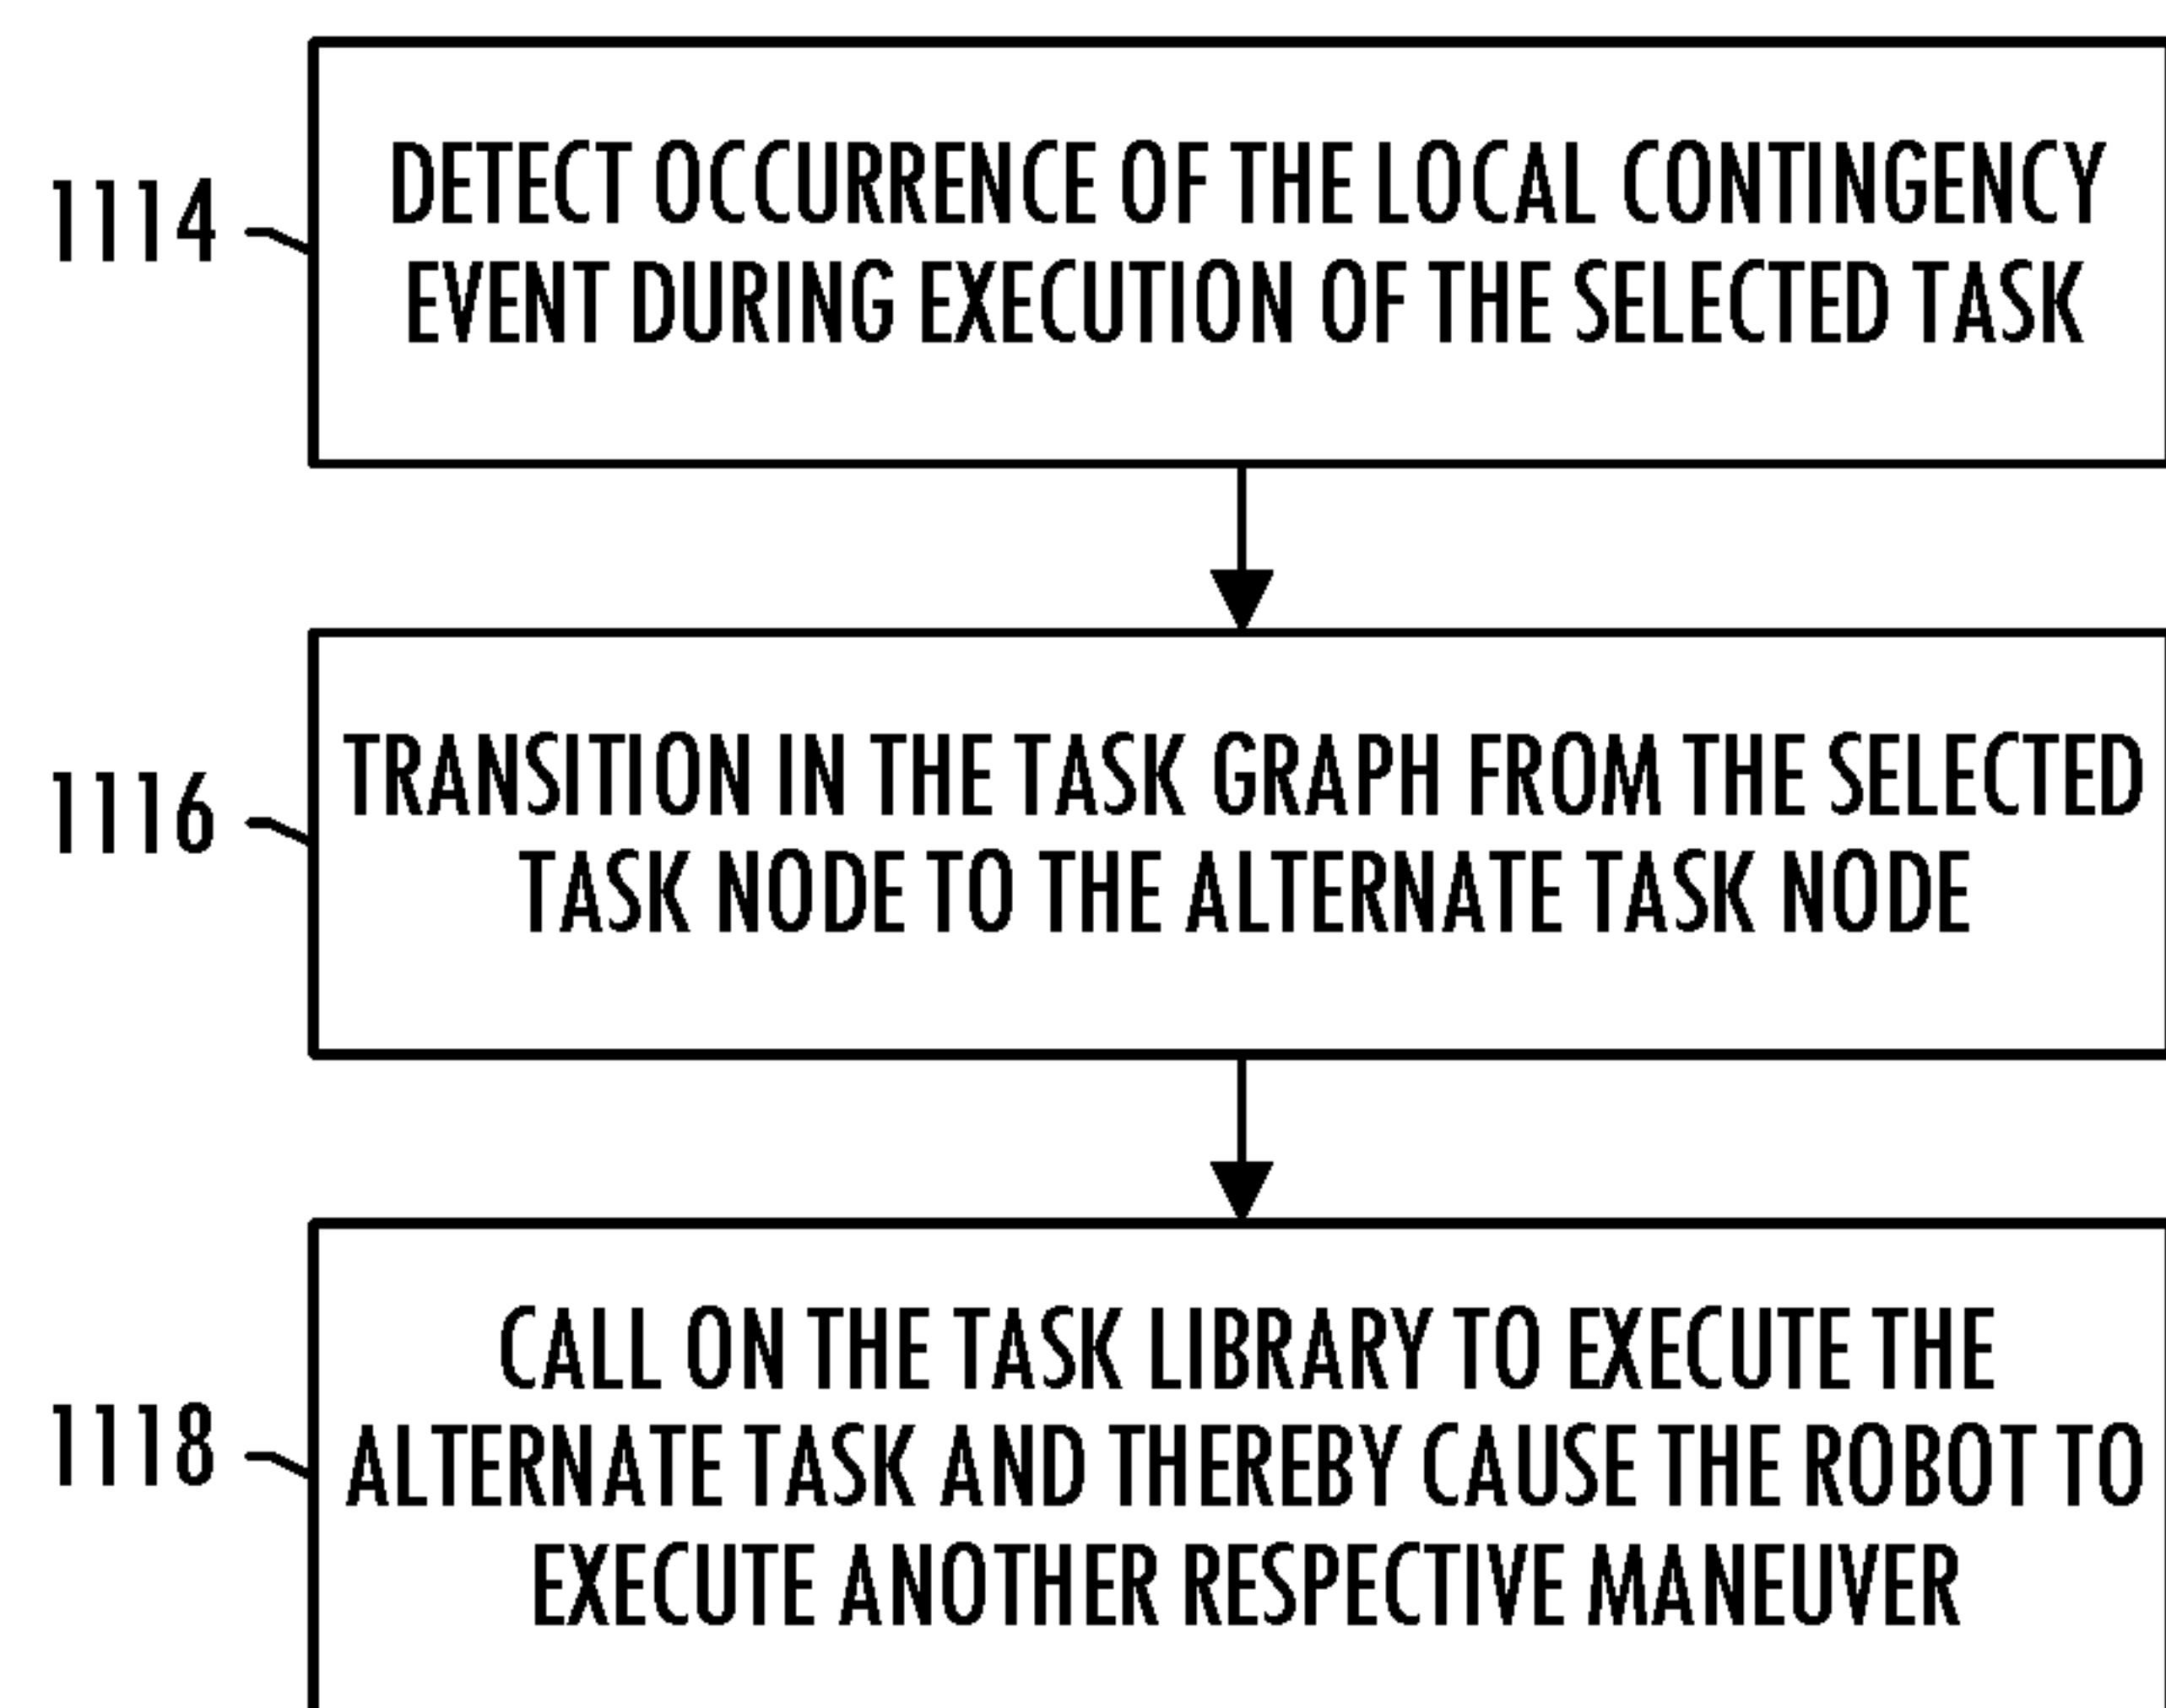 1114
DETECT OCCURRENCE OF THE LOCAL CONTINGENCY
EVENT DURING EXECUTION OF THE SELECTED TASK
1116
TRANSITION IN THE TASK GRAPH FROM THE SELECTED
TASK NODE TO THE ALTERNATE TASK NODE
1118
CALL ON THE TASK LIBRARY TO EXECUTE THE
ALTERNATE TASK AND THEREBY CAUSE THE ROBOT TO
EXECUTE ANOTHER RESPECTIVE MANEUVER